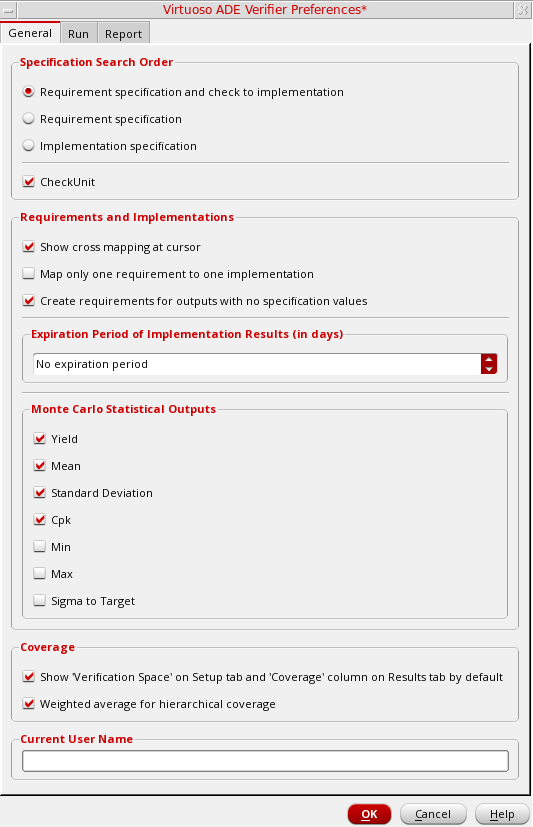 Virtuoso ADE Verifier Preferences*
General Run Report
Specification Search Order
Requirement specification and check to implementation
Requirement specification
Implementation specification
CheckUnit
Requirements and Implementations
Show cross mapping at cursor
Map only one requirement to one implementation
Create requirements for outputs with no specification values
Expiration Period of Implementation Results (in days)
No expiration period
Monte Carlo Statistical Outputs
Yield
Mean
Standard Deviation
Cpk
Min
Max
Sigma to Target
Coverage
Show 'Verification Space' on Setup tab and 'Coverage' column on Results tab by default
Weighted average for hierarchical coverage
Current User Name
OK Cancel Help